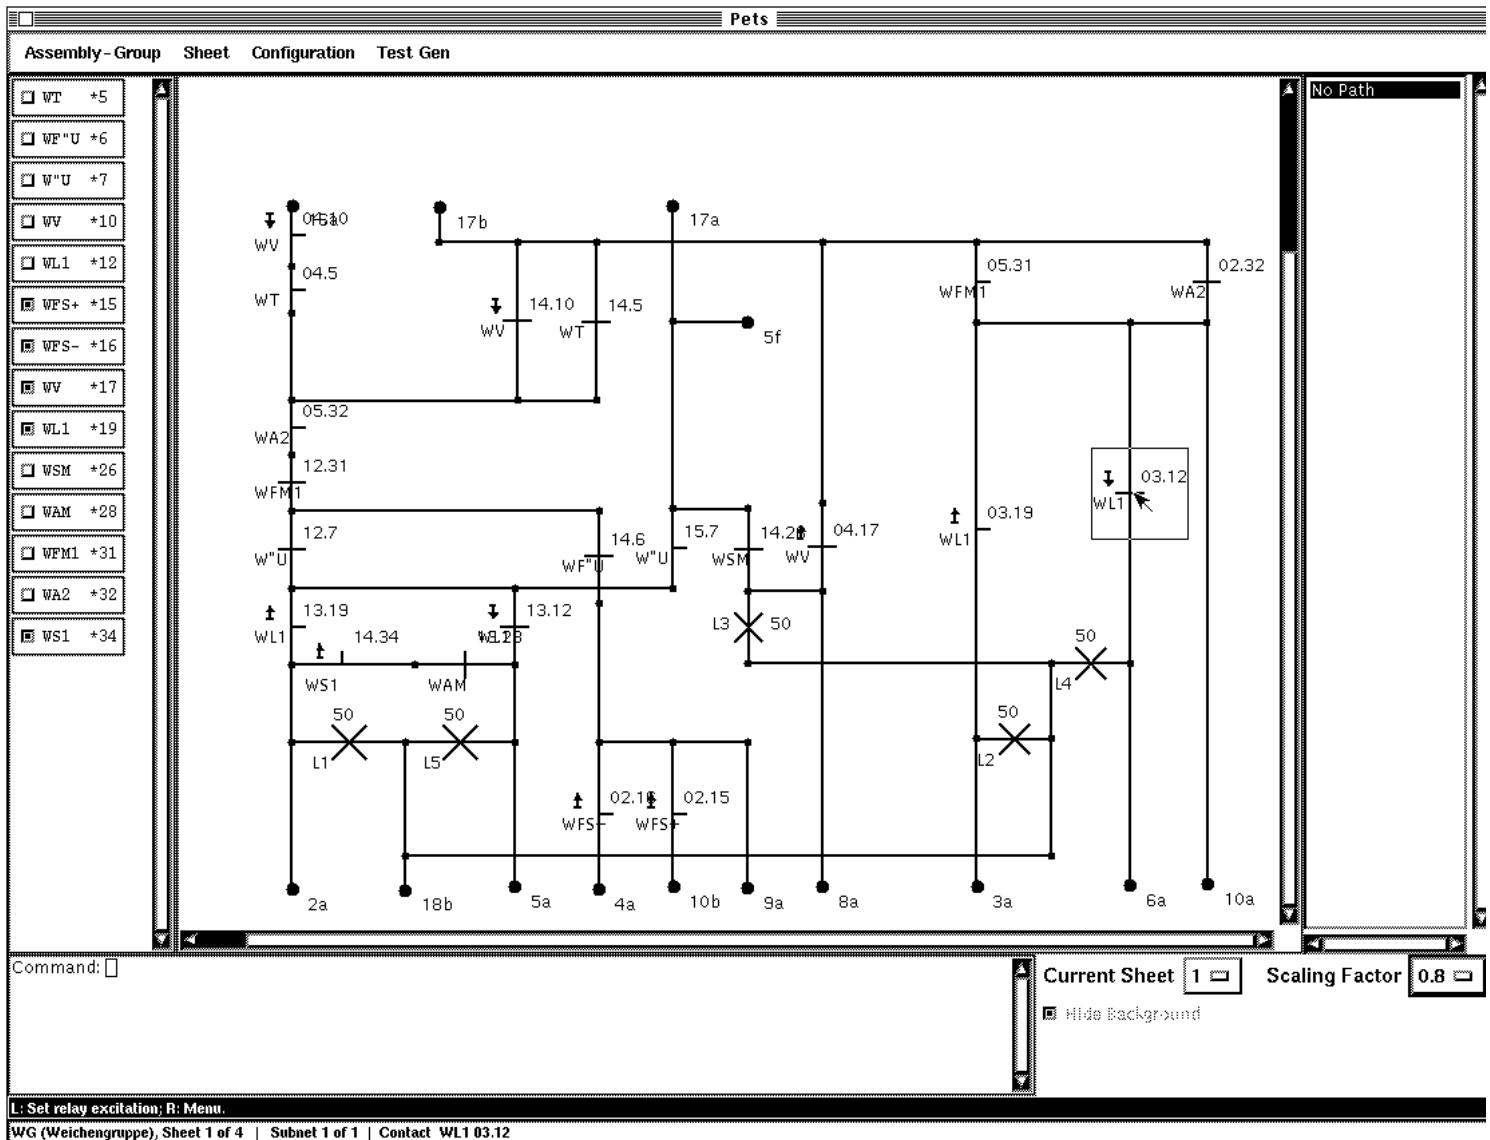 Pets
Assembly-Group Sheet Configuration Test Gen
WT *5
WF"U *6
W"U *7
WV *10
WL1 *12
WFS+ *15
WFS- *16
WV *17
WL1 *19
WSM *26
WAM *28
WFM1 *31
WA2 *32
WS1 *34
No Path
17b
17a
WV
04.5
WT
05.31
WFM1
02.32
WA2
14.10
WV
14.5
WT
5f
05.32
WA2
12.31
WFM1
03.12
WL1
12.7
W"U
14.6
WF"U
15.7
W"U
WSM
WV
04.17
03.19
WL1
13.19
WL1
13.12
14.34
WS1
WAM
L3 50
50
L4
50
L1
50
L5
50
L2
WFS-
02.15
WFS+
2a 18b 5a 4a 10b 9a 8a 3a 6a 10a
Command:
Current Sheet 1 Scaling Factor 0.8
Hide Background
L: Set relay excitation; R: Menu.
WG (Weichengruppe), Sheet 1 of 4 | Subnet 1 of 1 | Contact WL1 03.12